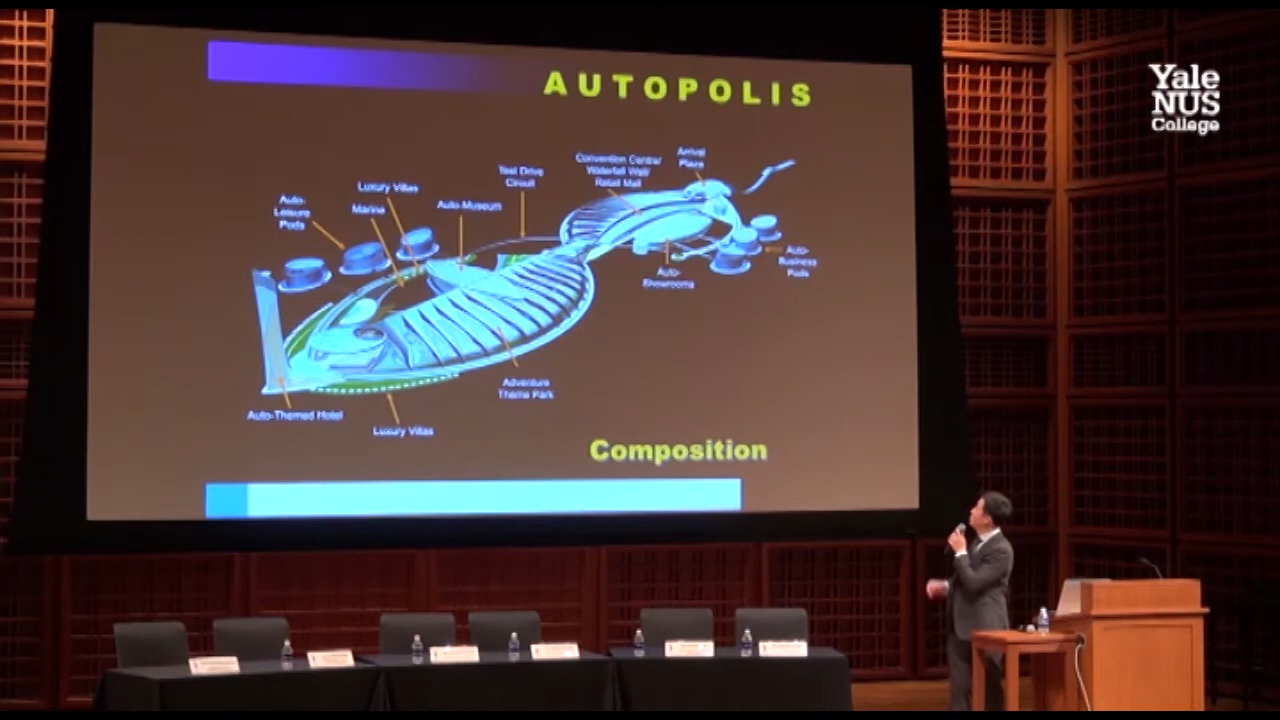 AUTOPOLIS
Yale
NUS
College
Convention Centre/
Waterfall Wall/
Retail Mall
Arrival
Plaza
Test Drive
Circuit
Luxury Villas
Auto-
Leisure
Pods
Marina
Auto-Museum
Auto-
Business
Pods
Auto-
Showrooms
Adventure
Theme Park
Auto-Themed Hotel
Luxury Villas
Composition